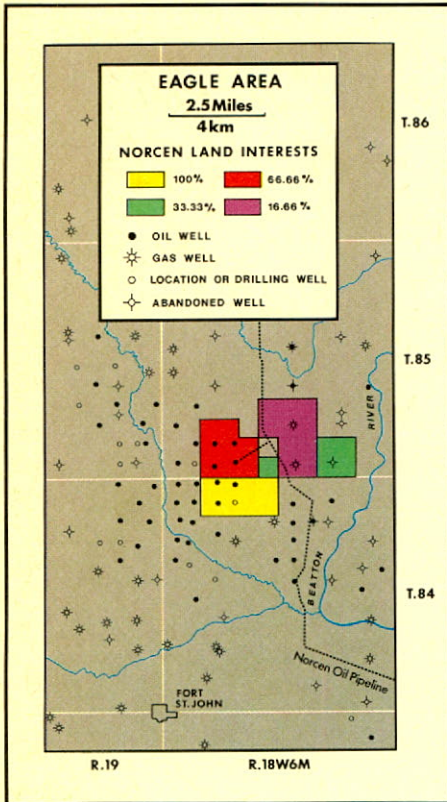 EAGLE AREA
2.5 Miles
4 km
NORCEN LAND INTERESTS
100% 66.66%
33.33% 16.66%
OIL WELL
GAS WELL
LOCATION OR DRILLING WELL
ABANDONED WELL
T.86
T.85
RIVER
BEATTON
T.84
Norcen Oil Pipeline
FORT
ST. JOHN
R.19 R.18W6M